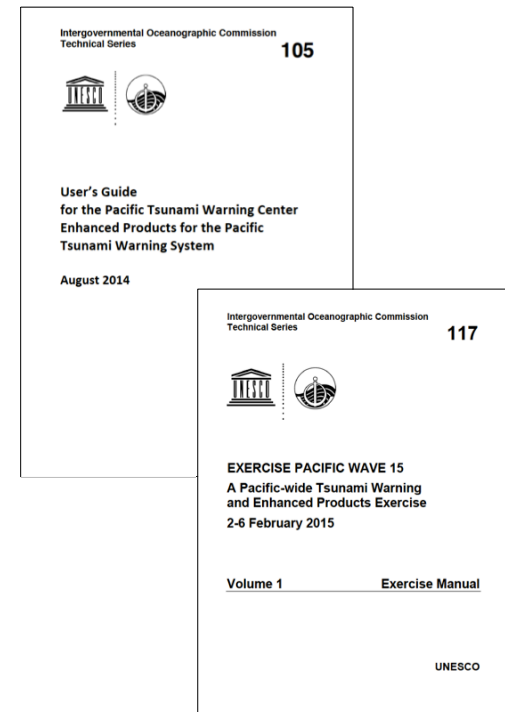 Intergovernmental Oceanographic Commission
Technical Series
105
UNESCO
User's Guide
for the Pacific Tsunami Warning Center
Enhanced Products for the Pacific
Tsunami Warning System
August 2014
Intergovernmental Oceanographic Commission
Technical Series
117
UNESCO
EXERCISE PACIFIC WAVE 15
A Pacific-wide Tsunami Warning
and Enhanced Products Exercise
2-6 February 2015
Volume 1 Exercise Manual
UNESCO